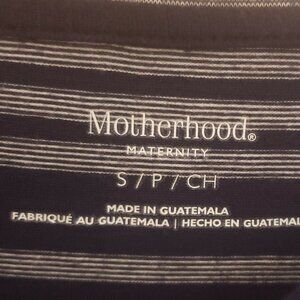 Motherhood®
MATERNITY
S / P / CH
MADE IN GUATEMALA
FABRIQUÉ AU GUATEMALA | HECHO EN GUATEMAL